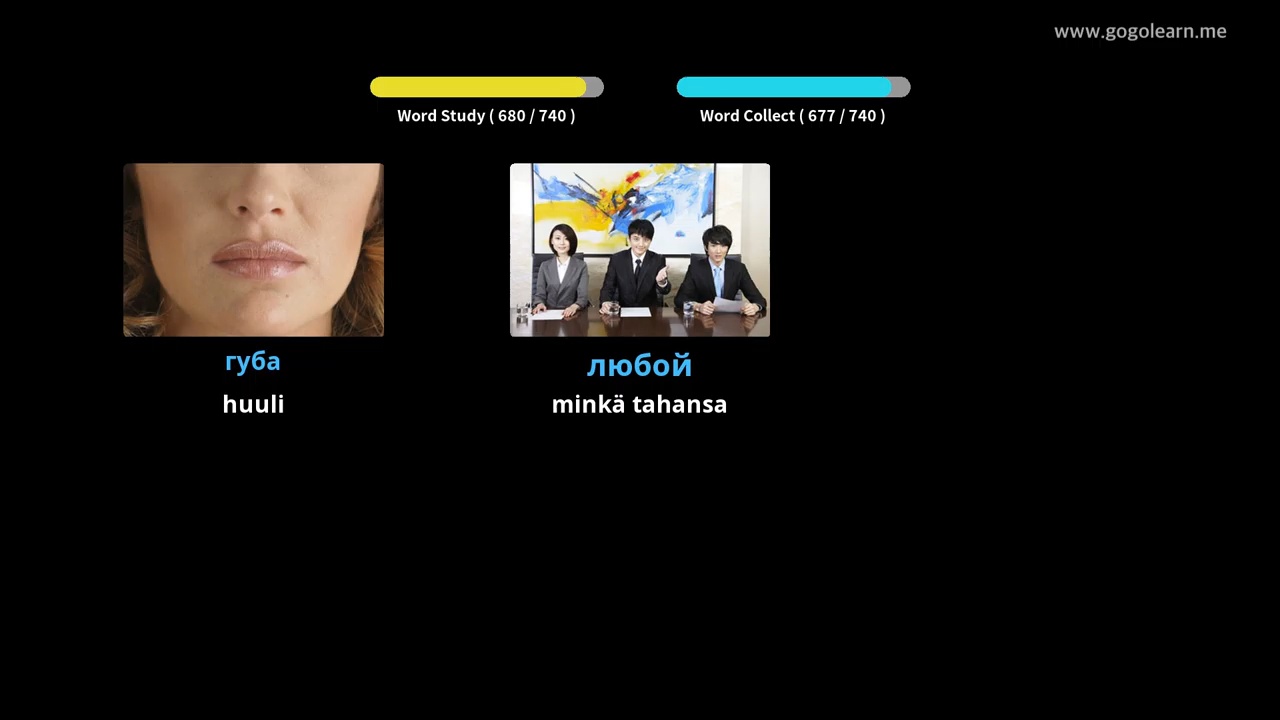 www.gogolearn.me
Word Study ( 680 / 740 )
Word Collect ( 677 / 740 )
губа
huuli
любой
minkä tahansa